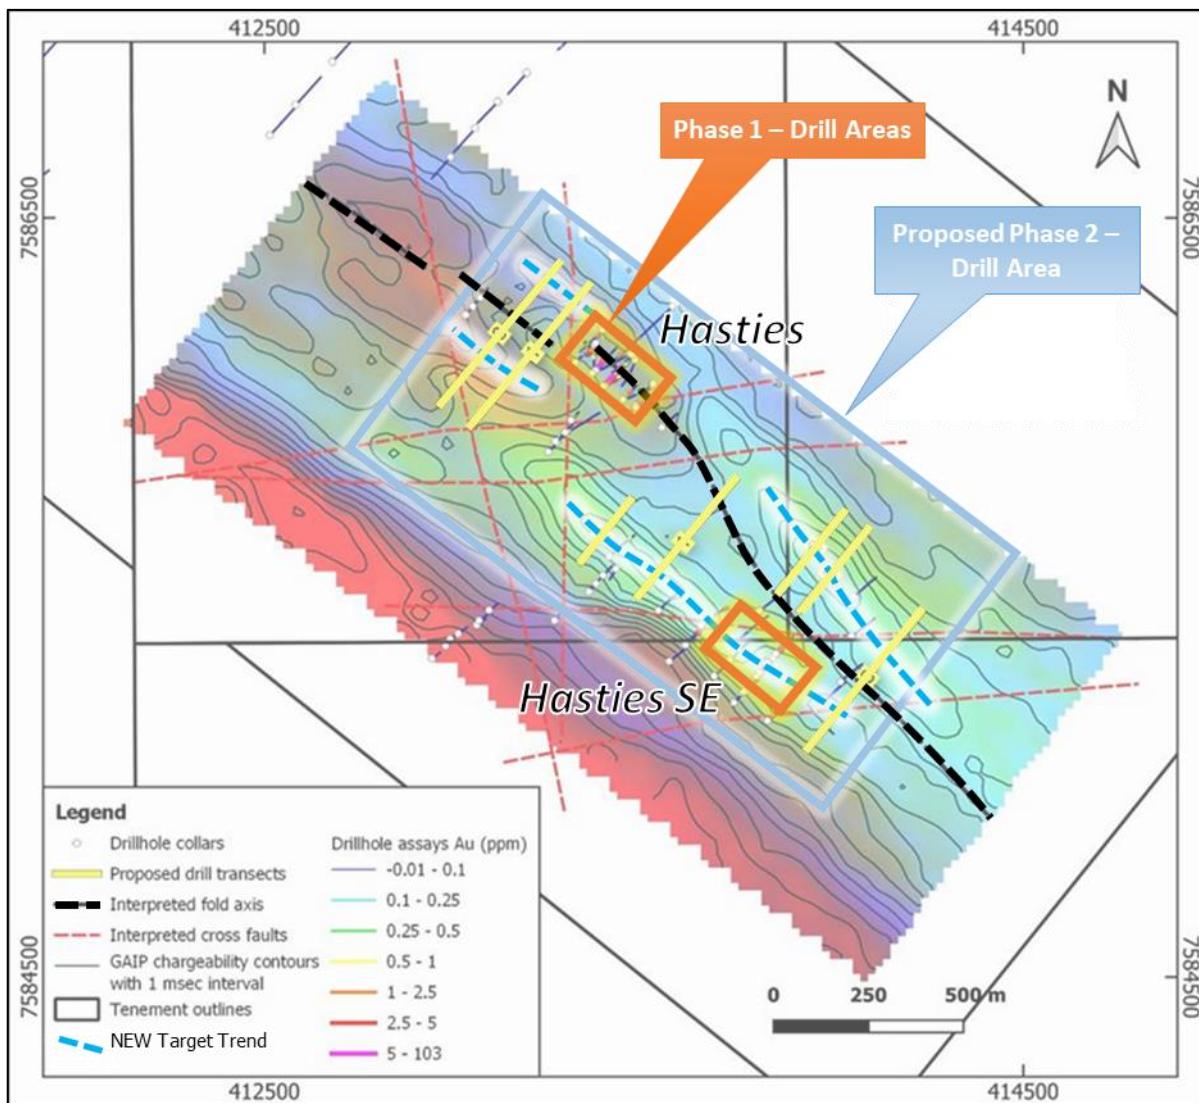 412500
414500
N
Phase 1 – Drill Areas
7586500
7586500
Proposed Phase 2 –
Drill Area
Hasties
Hasties SE
Legend
Drillhole collars
Proposed drill transects
Interpreted fold axis
Interpreted cross faults
GAIP chargeability contours
with 1 msec interval
Tenement outlines
NEW Target Trend
Drillhole assays Au (ppm)
-0.01 - 0.1
0.1 - 0.25
0.25 - 0.5
0.5 - 1
1 - 2.5
2.5 - 5
5 - 103
0 250 500 m
7584500
7584500
412500
414500